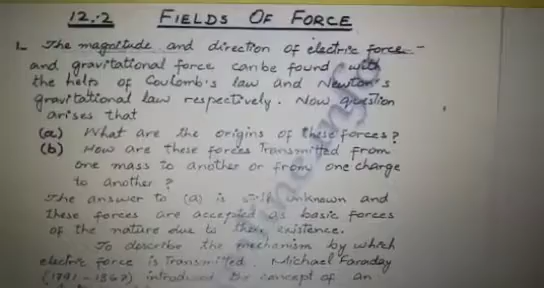 12.2 FIELDS OF FORCE
1- The magnitude and direction of electric force-
and gravitational force can be found with
the help of Coulomb's law and Newton's
gravitational law respectively. Now question
arises that
(a) What are the origins of these forces?
(b) How are these forces Transmitted from
one mass to another or from one charge
to another?
The answer to (a) is still unknown and
these forces are accepted as basic forces
of the nature due to their existence.
To describe the mechanism by which
electric force is Transmitted. Michael Faraday
(1791-1867) introduced the concept of an